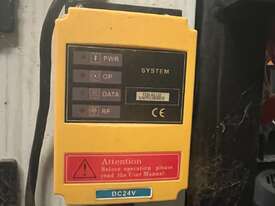 PWR
SYSTEM
OP
DATA
RF
CE
Attention
Before operation please
read the User Manual
DC24V